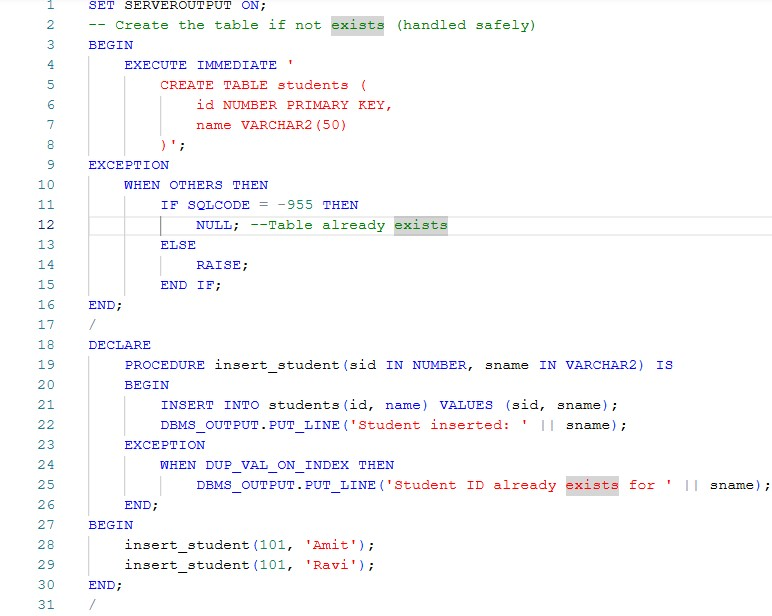 1 SET SERVEROUTPUT ON;
2 -- Create the table if not exists (handled safely)
3 BEGIN
4     EXECUTE IMMEDIATE '
5         CREATE TABLE students (
6             id NUMBER PRIMARY KEY,
7             name VARCHAR2(50)
8         )';
9 EXCEPTION
10     WHEN OTHERS THEN
11         IF SQLCODE = -955 THEN
12             NULL; --Table already exists
13         ELSE
14             RAISE;
15         END IF;
16 END;
17 /
18 DECLARE
19     PROCEDURE insert_student(sid IN NUMBER, sname IN VARCHAR2) IS
20     BEGIN
21         INSERT INTO students(id, name) VALUES (sid, sname);
22         DBMS_OUTPUT.PUT_LINE('Student inserted: ' || sname);
23     EXCEPTION
24         WHEN DUP_VAL_ON_INDEX THEN
25             DBMS_OUTPUT.PUT_LINE('Student ID already exists for ' || sname);
26     END;
27 BEGIN
28     insert_student(101, 'Amit');
29     insert_student(101, 'Ravi');
30 END;
31 /